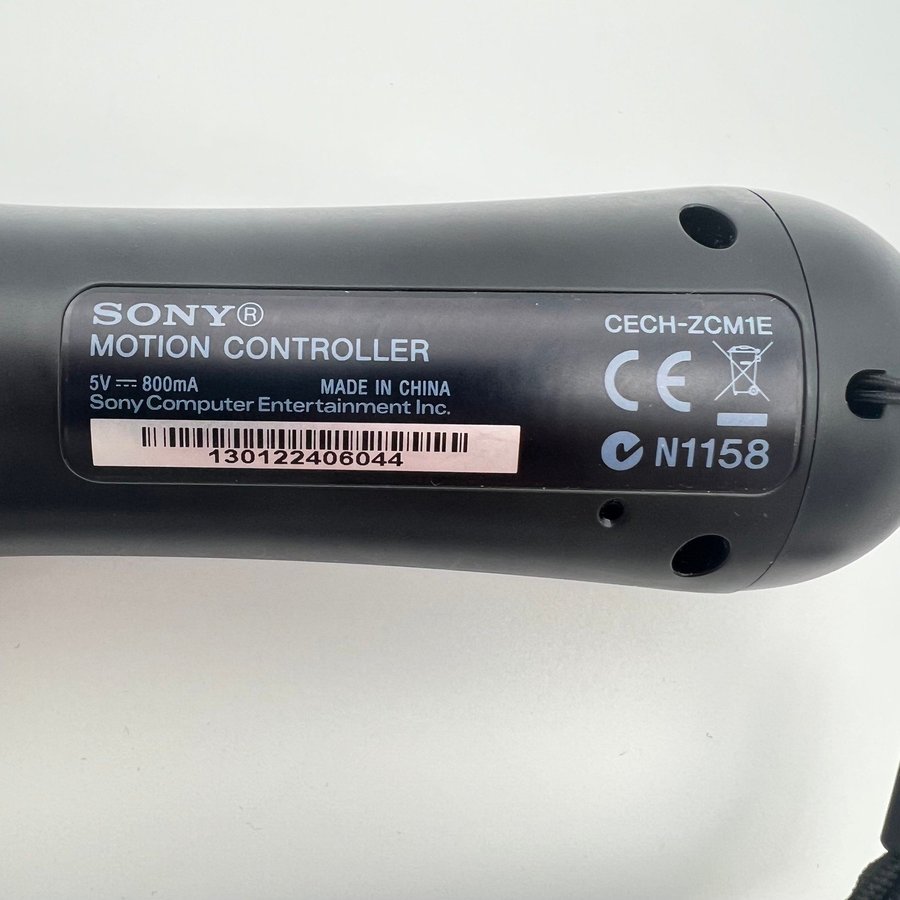 SONY®
MOTION CONTROLLER
5V ⎓ 800mA MADE IN CHINA
Sony Computer Entertainment Inc.
130122406044
CECH-ZCM1E
CE
N1158